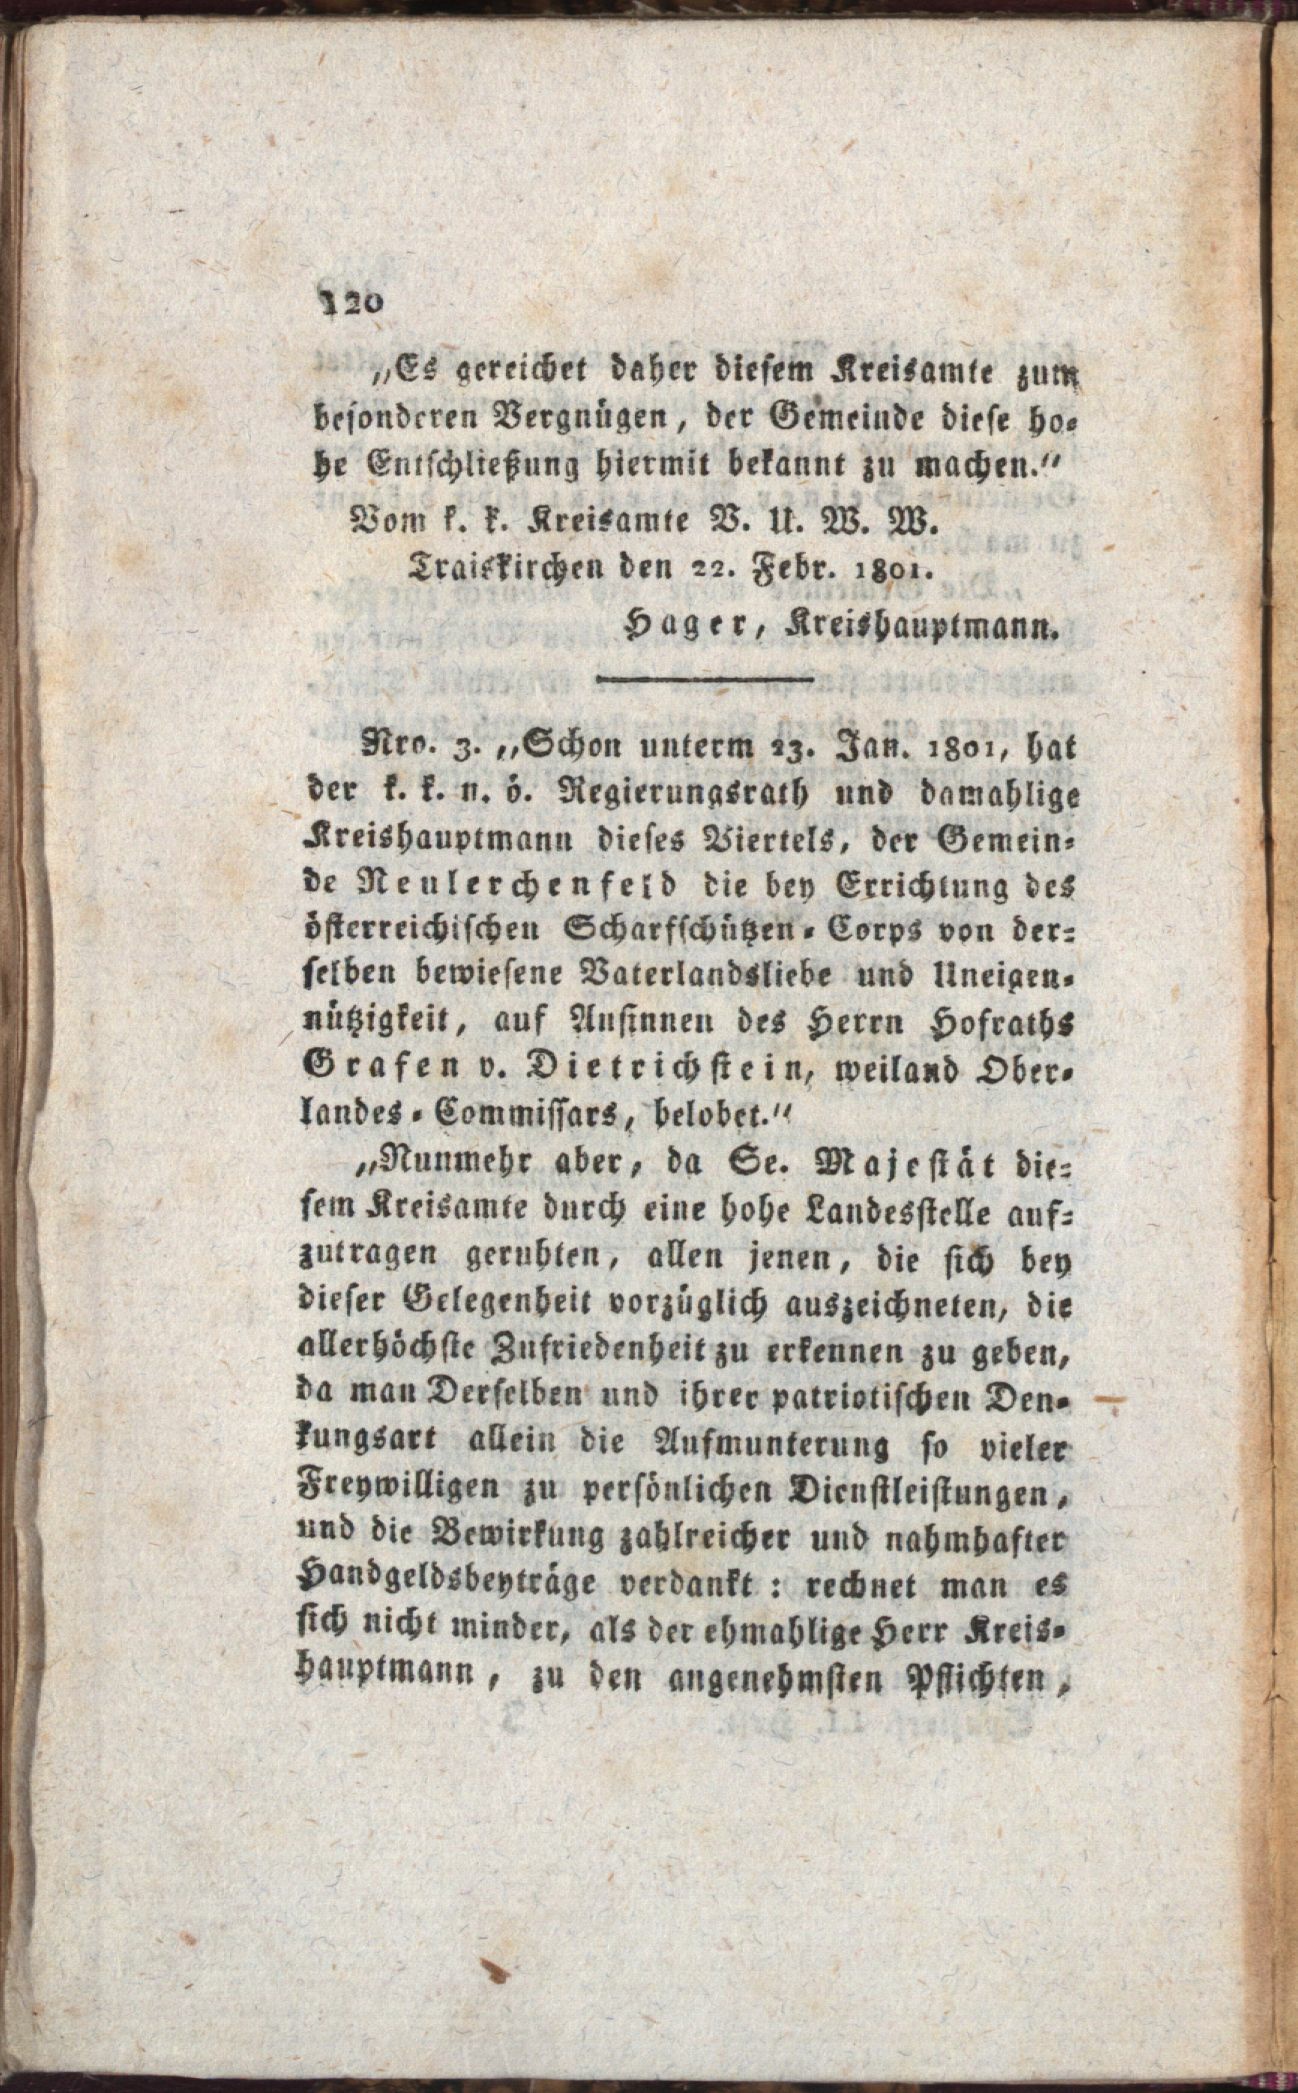 120
„Es gereichet daher diesem Kreisamte zum
besonderen Vergnügen, der Gemeinde diese ho-
he Entschließung hiermit bekannt zu machen.“
Vom k. k. Kreisamte V. U. W. W.
Traiskirchen den 22. Febr. 1801.
Hager, Kreishauptmann.
Nro. 3. „Schon unterm 23. Jan. 1801, hat
der k. k. n. ö. Regierungsrath und damahlige
Kreishauptmann dieses Viertels, der Gemein-
de Neulerchenfeld die bey Errichtung des
österreichischen Scharfschützen-Corps von der-
selben bewiesene Vaterlandsliebe und Uneigen-
nützigkeit, auf Ansinnen des Herrn Hofraths
Grafen v. Dietrichstein, weiland Ober-
landes-Commissars, belobet.“
„Nunmehr aber, da Se. Majestät die-
sem Kreisamte durch eine hohe Landesstelle auf-
zutragen geruhten, allen jenen, die sich bey
dieser Gelegenheit vorzüglich auszeichneten, die
allerhöchste Zufriedenheit zu erkennen zu geben,
da man Derselben und ihrer patriotischen Den-
kungsart allein die Aufmunterung so vieler
Freywilligen zu persönlichen Dienstleistungen,
und die Bewirkung zahlreicher und nahmhafter
Handgeldsbeyträge verdankt: rechnet man es
sich nicht minder, als der ehmahlige Herr Kreis-
hauptmann, zu den angenehmsten Pflichten,